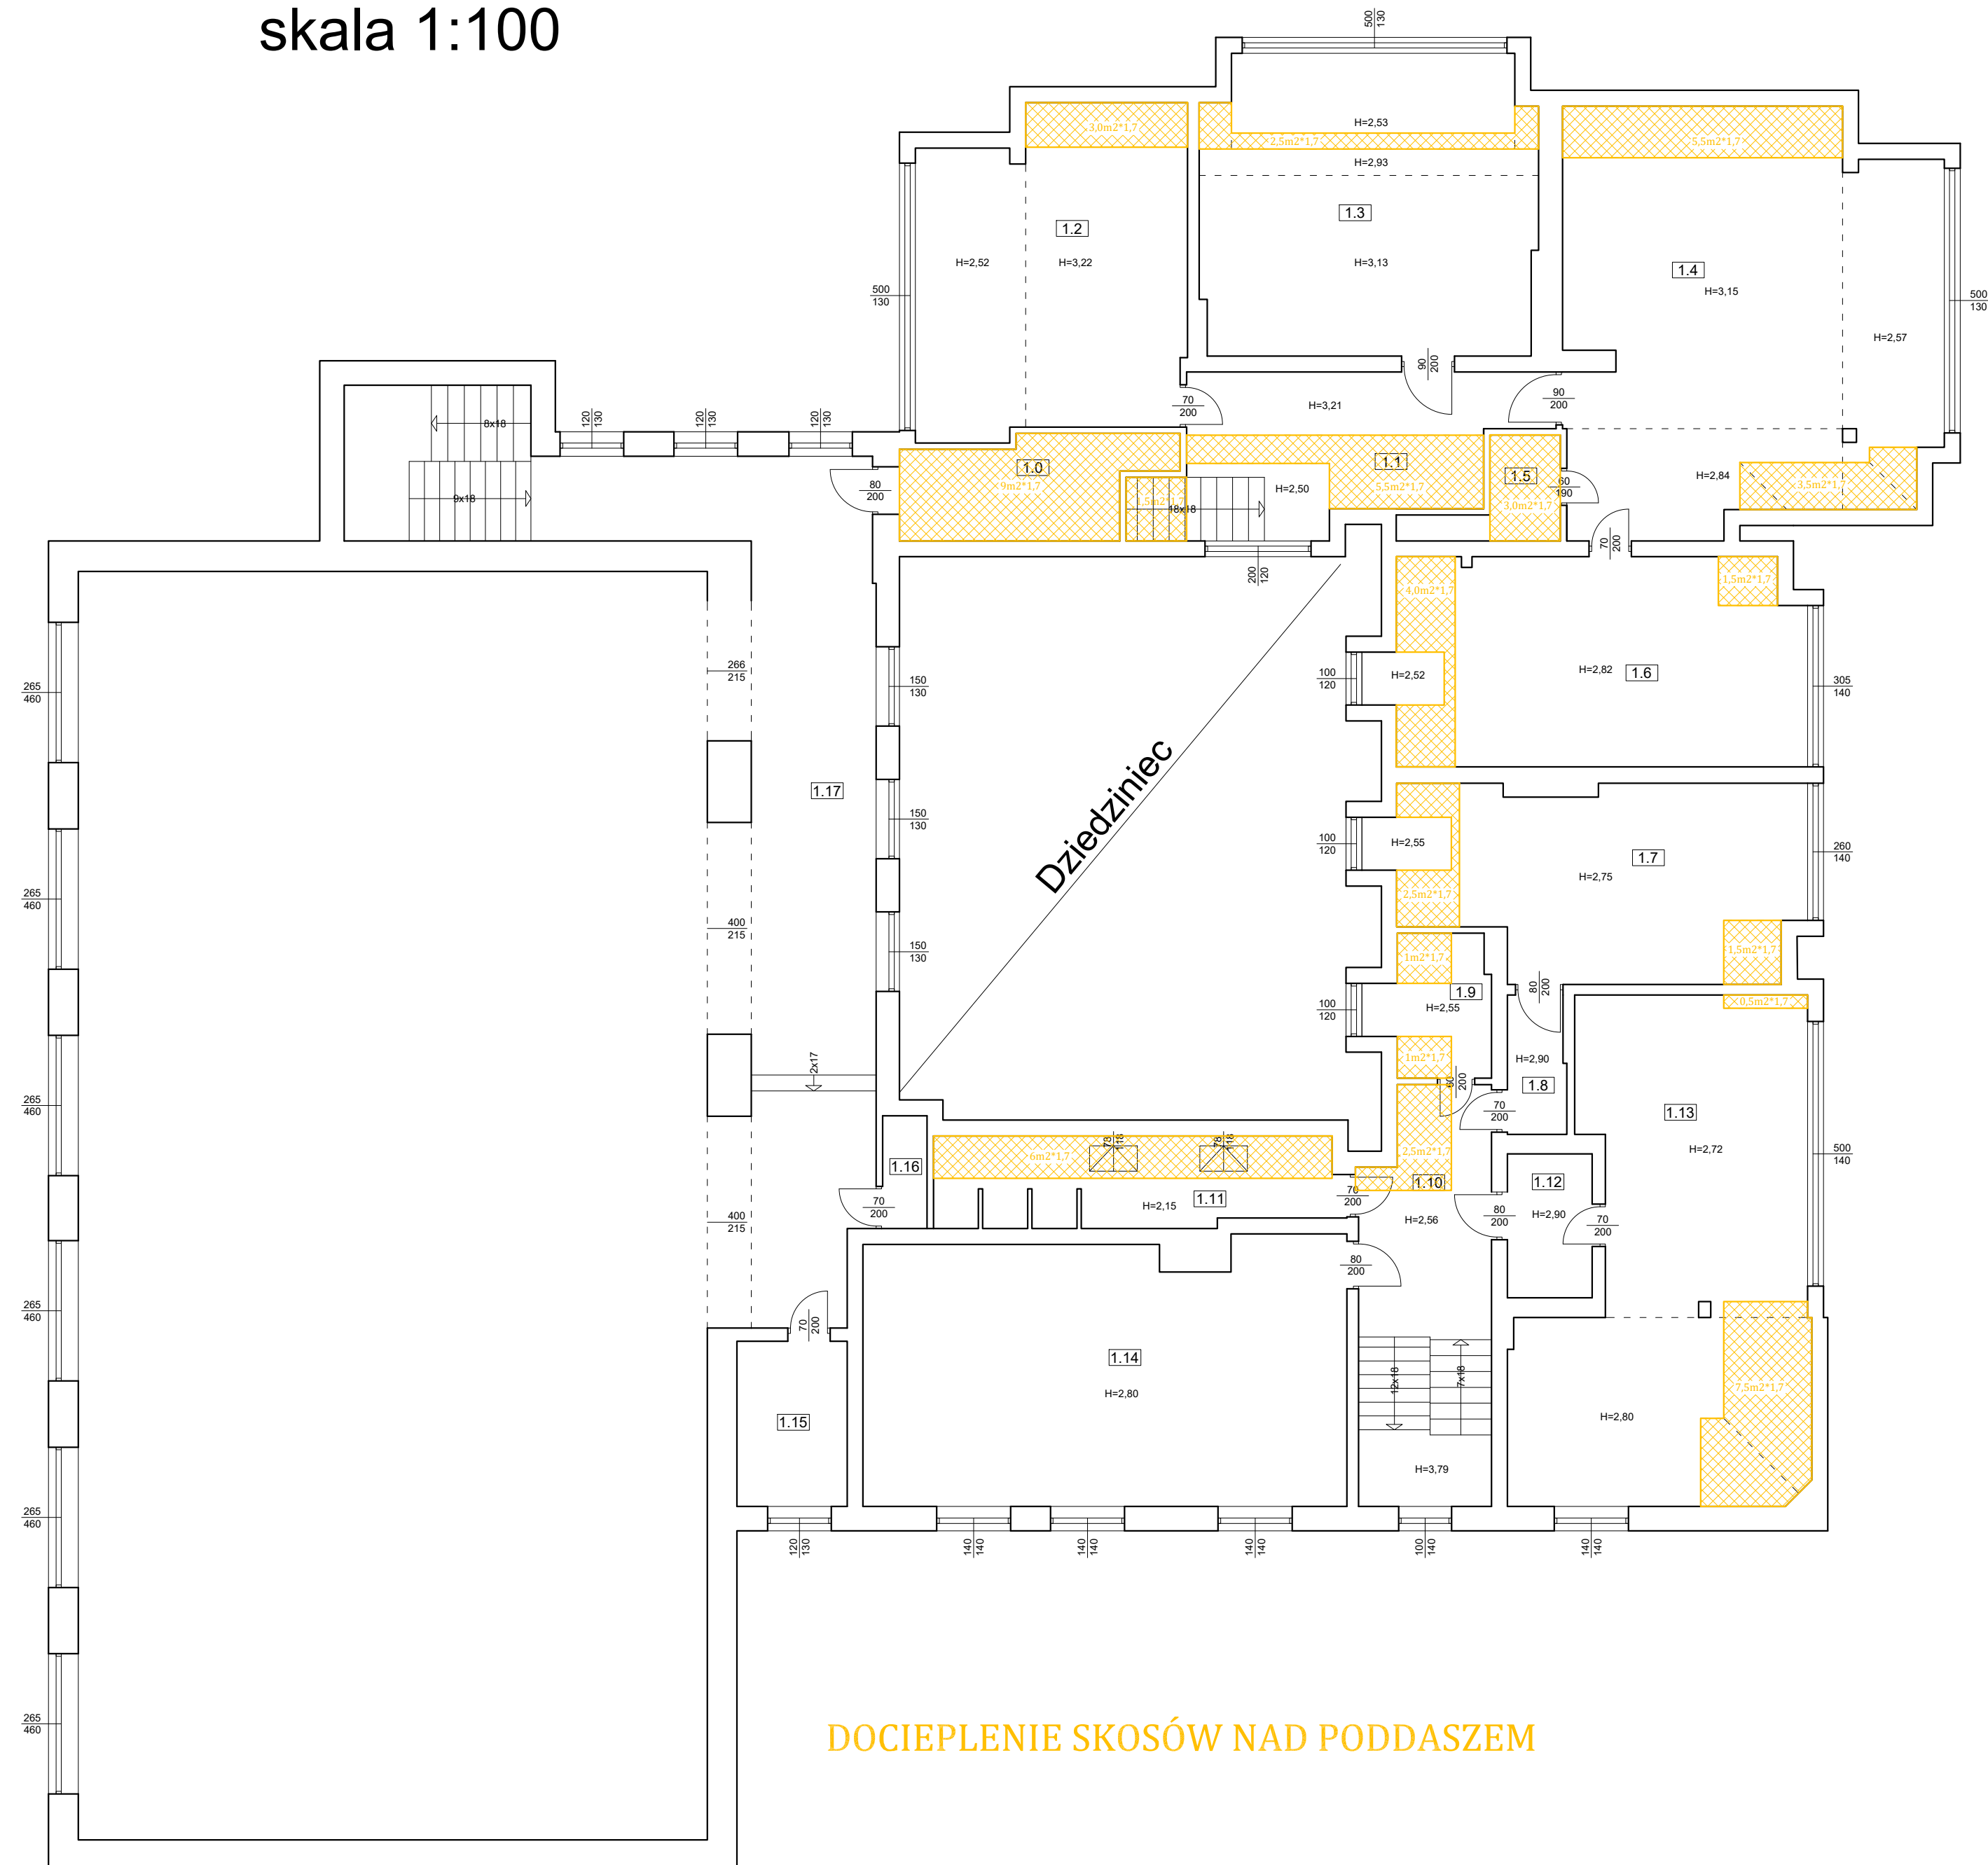 skala 1:100
500
130
3,0m2*1,7
H=2,53
2,5m2*1,7
5,5m2*1,7
H=2,93
1.2
1.3
1.4
H=2,52
H=3,22
H=3,13
H=3,15
500
130
500
130
H=2,57
90
200
70
200
H=3,21
90
200
8x18
120
130
120
130
120
130
1.0
9m2*1,7
1.1
5,5m2*1,7
1.5
3,0m2*1,7
H=2,84
3,5m2*1,7
60
190
9x18
80
200
1,5m2*1,7
18x18
H=2,50
70
200
200
120
4,0m2*1,7
1,5m2*1,7
266
215
265
460
150
130
100
120
H=2,52
H=2,82
1.6
305
140
1.17
Dziedziniec
150
130
100
120
H=2,55
1.7
260
140
H=2,75
265
460
400
215
2,5m2*1,7
150
130
1m2*1,7
1,5m2*1,7
1.9
80
200
0,5m2*1,7
100
120
H=2,55
2x17
1m2*1,7
H=2,90
60
200
1.8
265
460
70
200
1.13
78
118
78
118
H=2,72
500
140
6m2*1,7
2,5m2*1,7
1.16
1.10
1.12
1.11
70
200
70
200
H=2,15
H=2,56
80
200
H=2,90
70
200
400
215
80
200
265
460
70
200
1.14
H=2,80
12x18
7x18
7,5m2*1,7
1.15
H=2,80
H=3,79
265
460
120
130
140
140
140
140
140
140
100
140
140
140
265
460
DOCIEPLENIE SKOSÓW NAD PODDASZEM